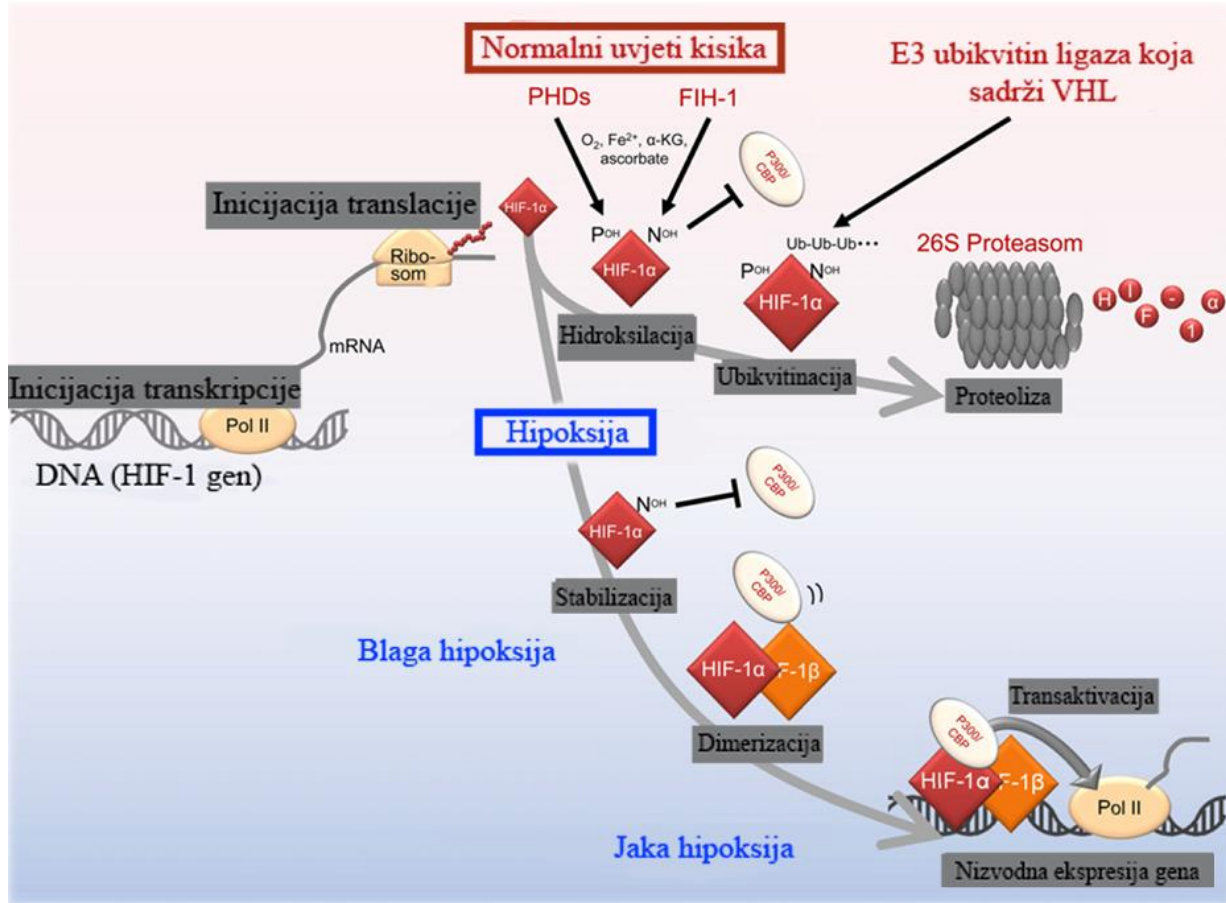 Normalni uvjeti kisika
E3 ubikvitin ligaza koja
sadrži VHL
PHDs
FIH-1
O₂, Fe²⁺, α-KG,
ascorbate
P300/
CBP
Inicijacija translacije
HIF-1α
Ribo-
som
mRNA
POH NOH
HIF-1α
Ub-Ub-Ub···
POH NOH
HIF-1α
26S Proteasom
H I F - 1 α
Hidroksilacija
Ubikvitinacija
Proteoliza
Inicijacija transkripcije
Pol II
DNA (HIF-1 gen)
Hipoksija
NOH
HIF-1α
P300/
CBP
Stabilizacija
Blaga hipoksija
P300/
CBP
HIF-1α
F-1β
Dimerizacija
Jaka hipoksija
Transaktivacija
P300/
CBP
HIF-1α
F-1β
Pol II
Nizvodna ekspresija gena